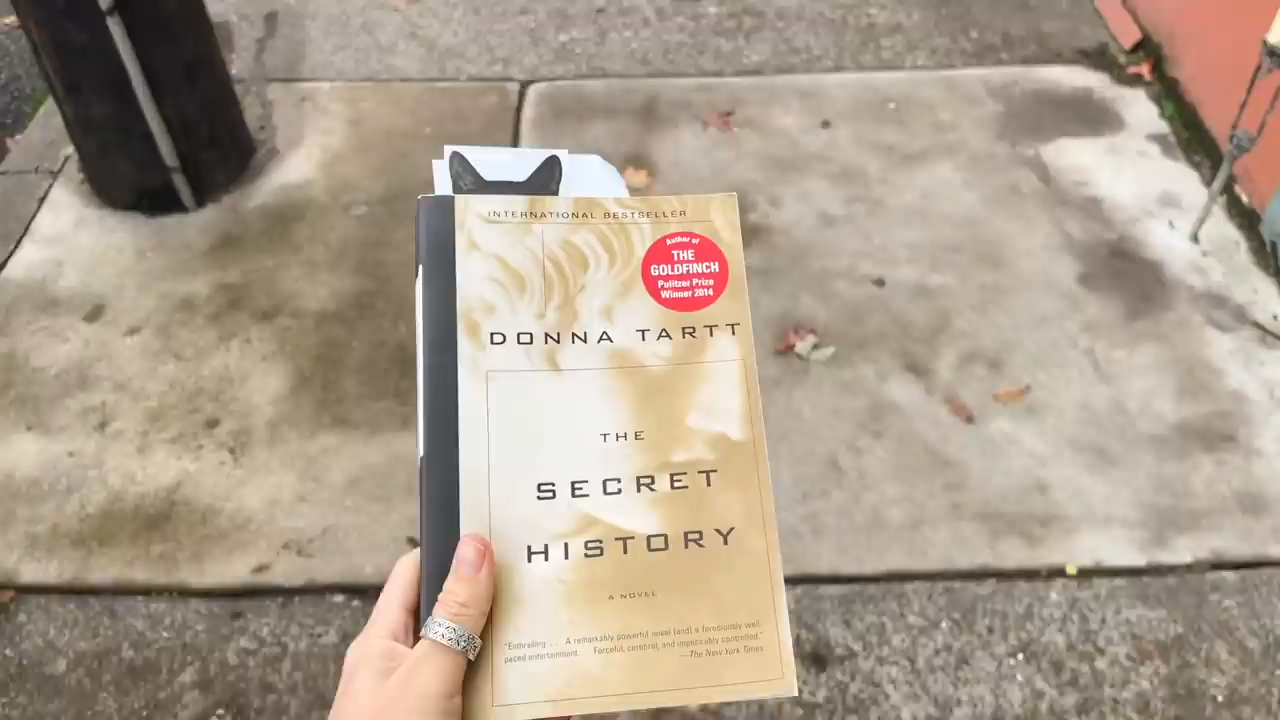 INTERNATIONAL BESTSELLER
Author of
THE
GOLDFINCH
Pulitzer Prize
Winner 2014
DONNA TARTT
THE
SECRET
HISTORY
A NOVEL
"Enthralling . . . A remarkably powerful novel [and] a ferociously well-
paced entertainment. . . . Forceful, cerebral, and impeccably controlled."
—The New York Times